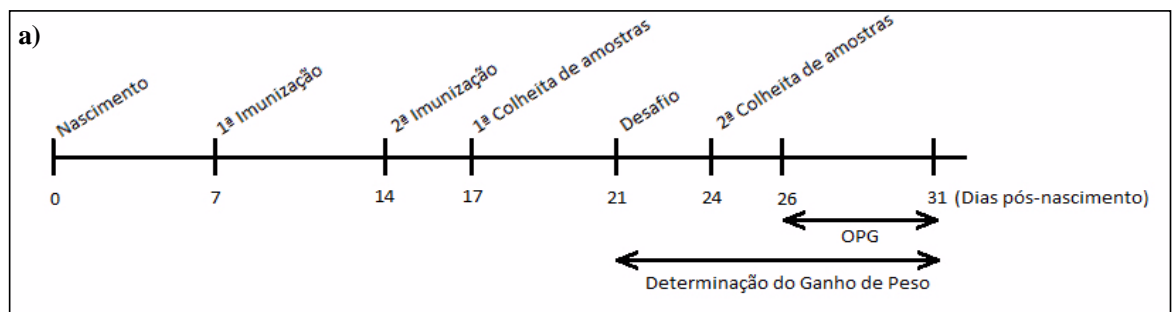 a)
Nascimento
1ª Imunização
2ª Imunização
1ª Colheita de amostras
Desafio
2ª Colheita de amostras
0 7 14 17 21 24 26 31 (Dias pós-nascimento)
OPG
Determinação do Ganho de Peso